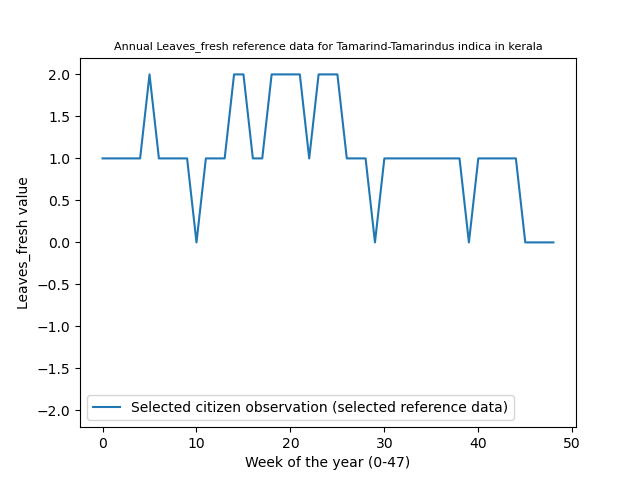 Annual Leaves_fresh reference data for Tamarind-Tamarindus indica in kerala
2.0
1.5
1.0
0.5
0.0
−0.5
−1.0
−1.5
−2.0
Leaves_fresh value
Selected citizen observation (selected reference data)
0 10 20 30 40 50
Week of the year (0-47)